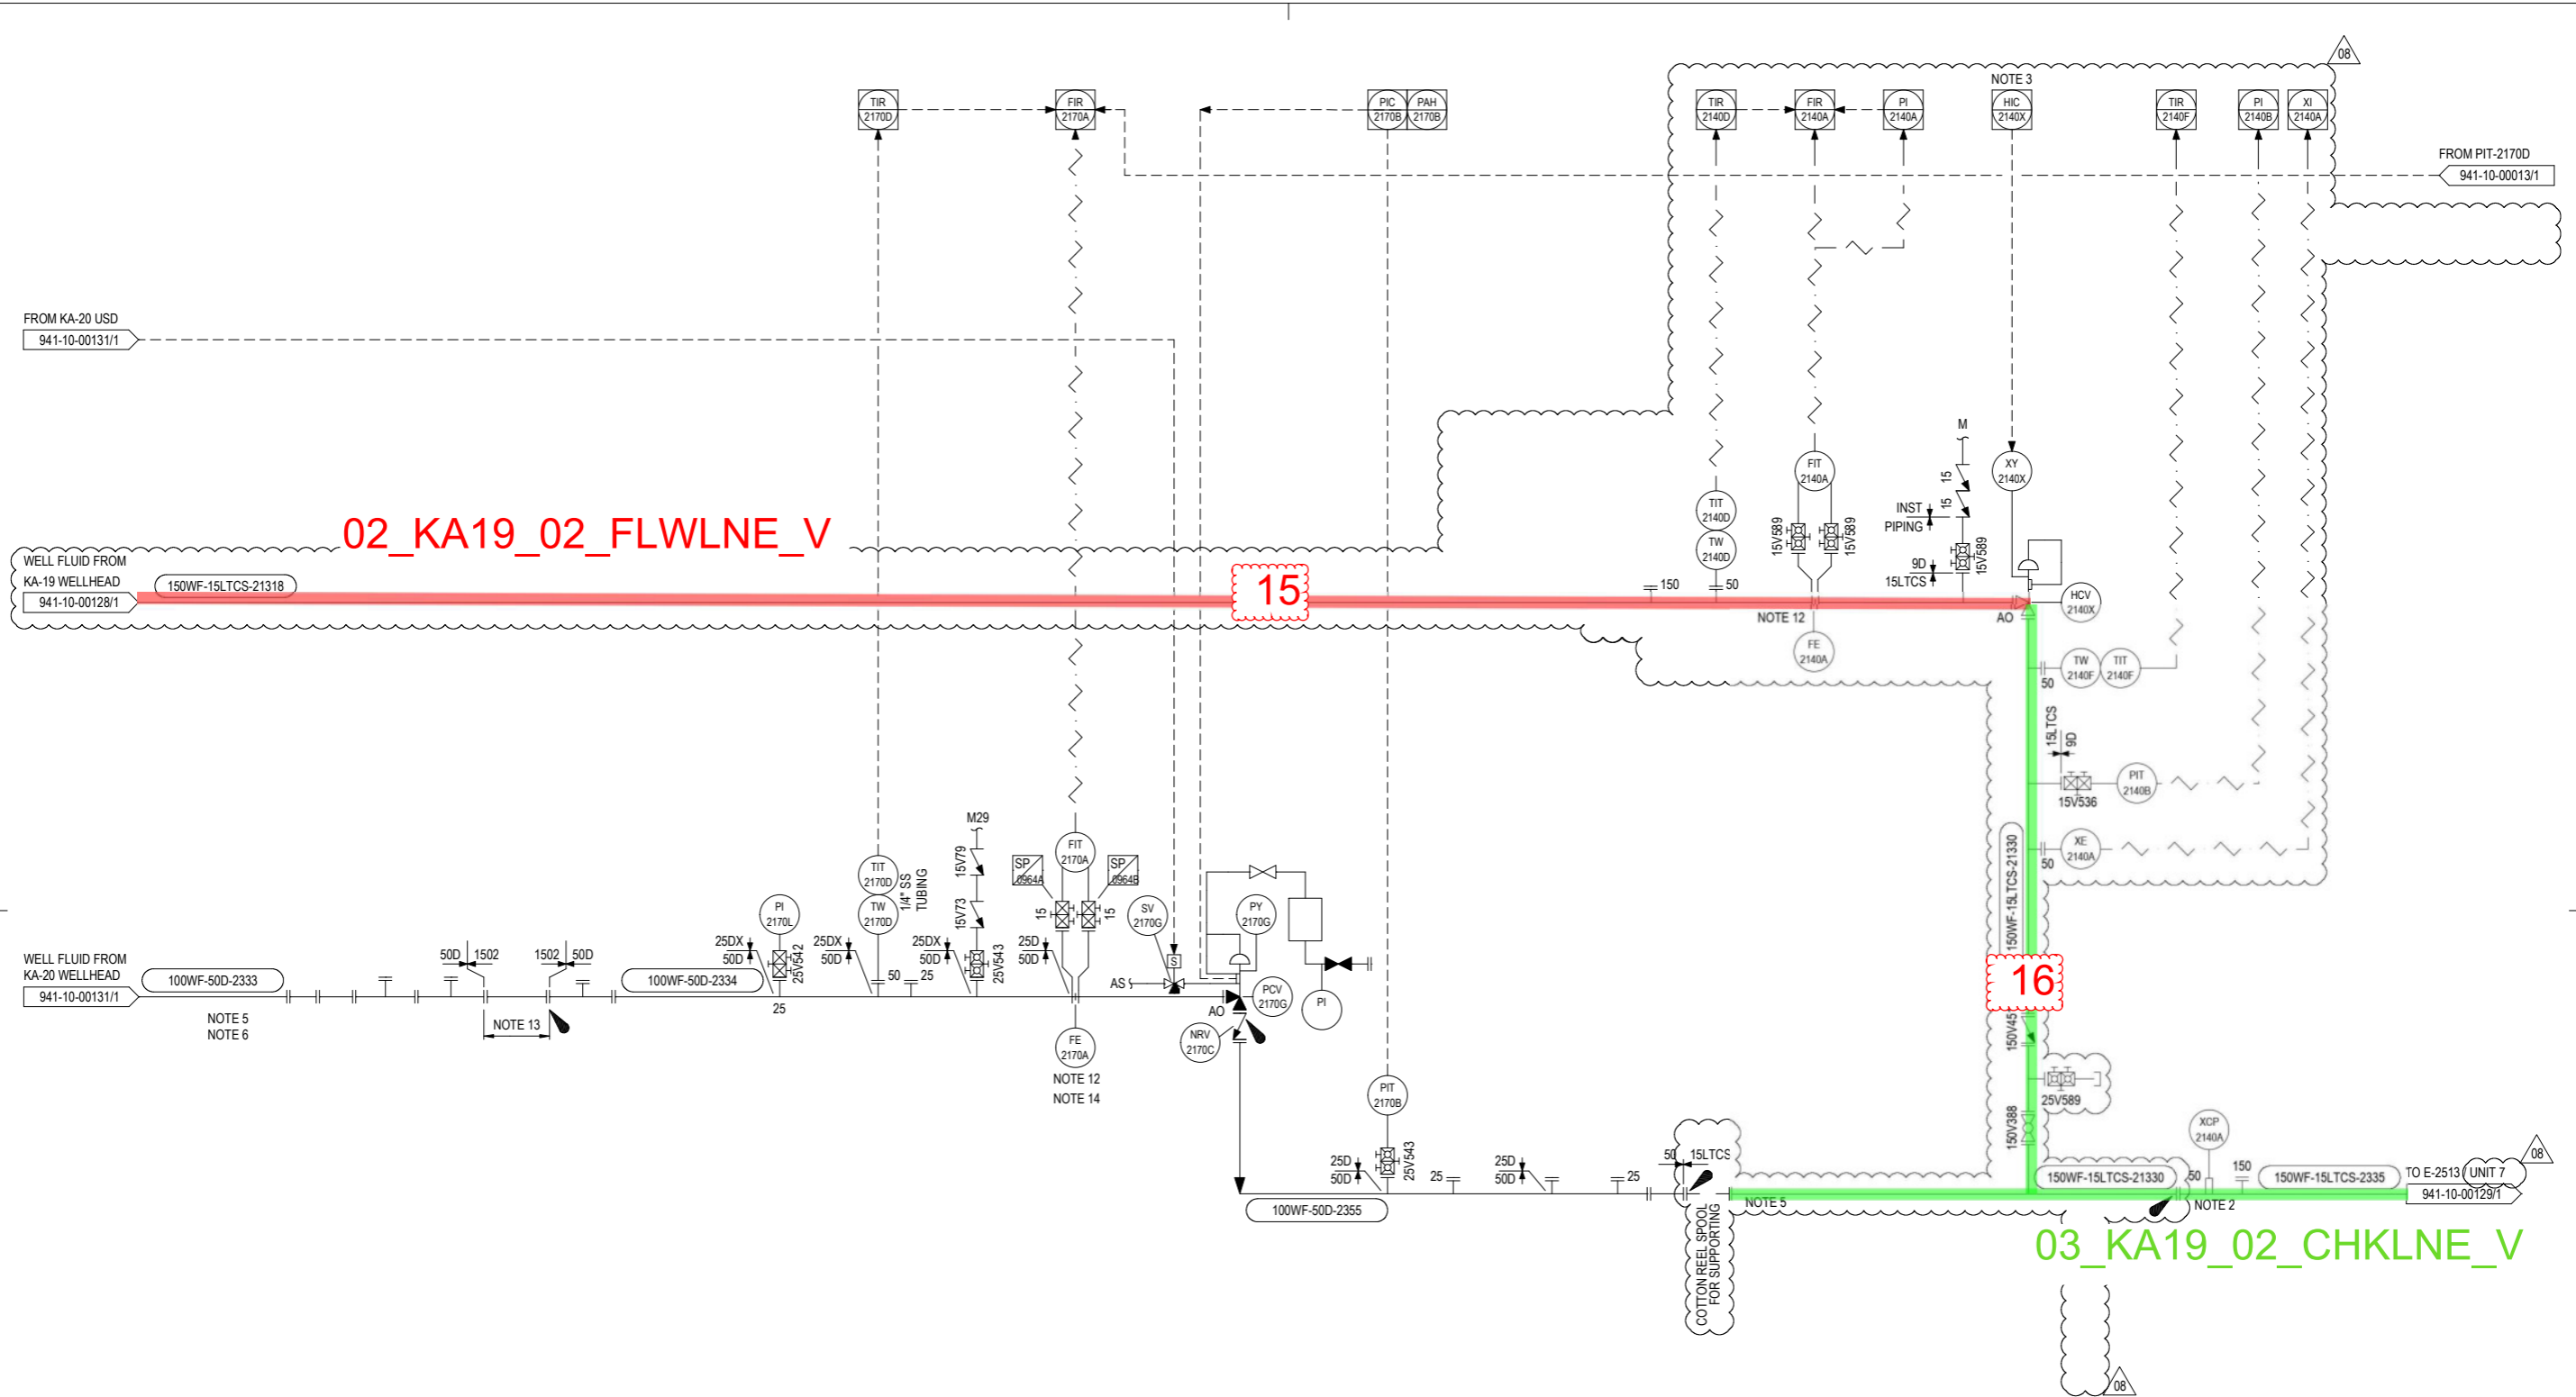 08
NOTE 3
TIR
2170D
FIR
2170A
PIC
2170B
PAH
2170B
TIR
2140D
FIR
2140A
PI
2140A
HIC
2140X
TIR
2140F
PI
2140B
XI
2140A
FROM PIT-2170D
941-10-00013/1
FROM KA-20 USD
941-10-00131/1
M
15
15
INST
PIPING
9D
15LTCS
15V589
FIT
2140A
15V589
15V589
XY
2140X
TIT
2140D
TW
2140D
02_KA19_02_FLWLNE_V
WELL FLUID FROM
KA-19 WELLHEAD
941-10-00128/1
150WF-15LTCS-21318
15
150
50
NOTE 12
FE
2140A
AO
HCV
2140X
TW
2140F
TIT
2140F
50
15LTCS
9D
15V536
PIT
2140B
150WF-15LTCS-21330
XE
2140A
50
M29
15V79
15V73
SP
0964A
FIT
2170A
SP
0964B
15
15
TIT
2170D
TW
2170D
1/4" SS
TUBING
PI
2170L
25V542
SV
2170G
PY
2170G
S
WELL FLUID FROM
KA-20 WELLHEAD
941-10-00131/1
100WF-50D-2333
50D
1502
1502
50D
100WF-50D-2334
25DX
50D
25DX
50D
25DX
50D
25D
50D
50
25
25V543
25
AS
AO
PCV
2170G
PI
NRV
2170C
NOTE 5
NOTE 6
NOTE 13
FE
2170A
NOTE 12
NOTE 14
16
150V45
25V589
150V388
PIT
2170B
25V543
25D
50D
25
25D
50D
25
50
15LTCS
100WF-50D-2355
COTTON REEL SPOOL
FOR SUPPORTING
NOTE 5
150WF-15LTCS-21330
XCP
2140A
50
150
NOTE 2
150WF-15LTCS-2335
TO E-2513 UNIT 7
941-10-00129/1
08
03_KA19_02_CHKLNE_V
08